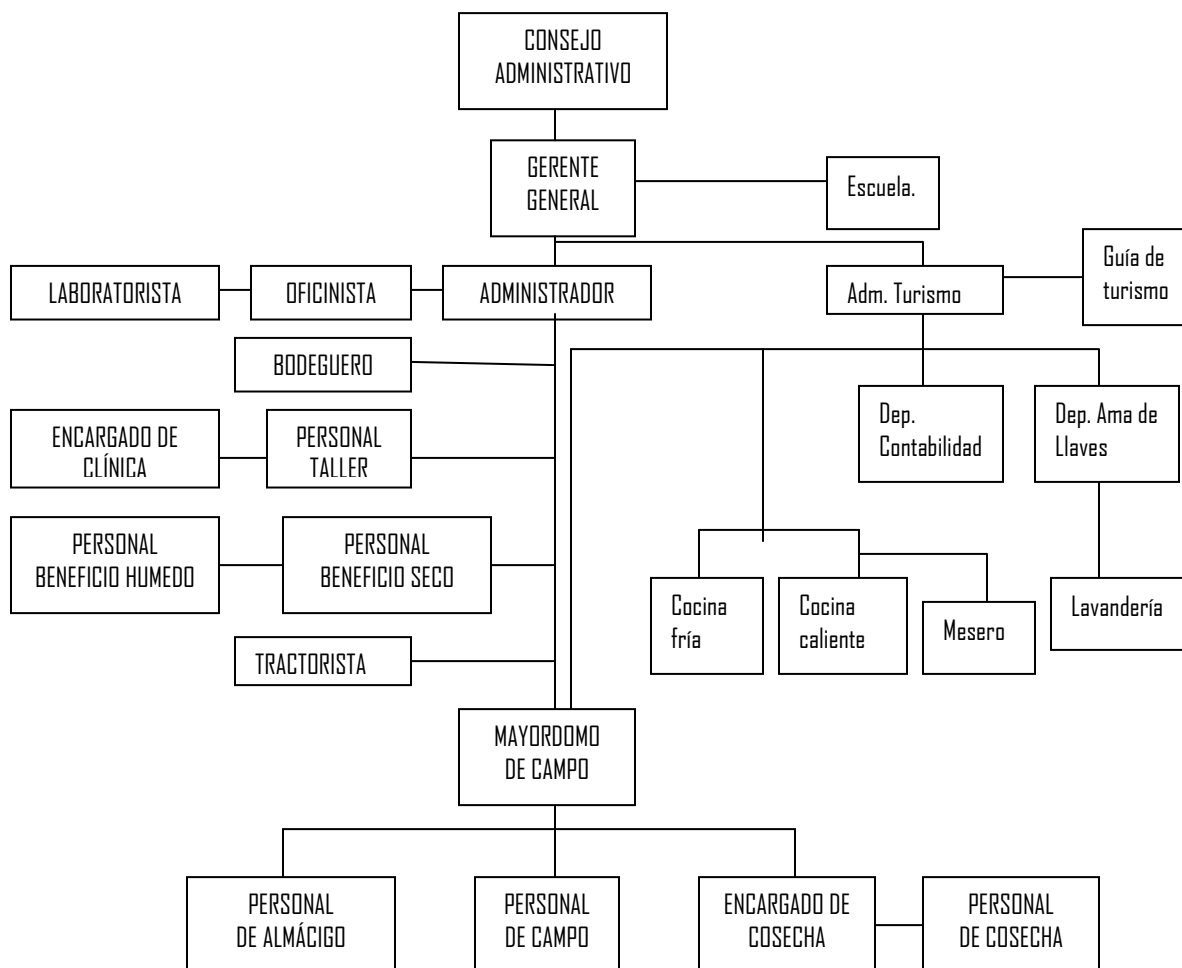 CONSEJO
ADMINISTRATIVO
GERENTE
GENERAL
Escuela.
LABORATORISTA
OFICINISTA
ADMINISTRADOR
Adm. Turismo
Guía de
turismo
BODEGUERO
ENCARGADO DE
CLÍNICA
PERSONAL
TALLER
Dep.
Contabilidad
Dep. Ama de
Llaves
PERSONAL
BENEFICIO HUMEDO
PERSONAL
BENEFICIO SECO
Cocina
fría
Cocina
caliente
Mesero
Lavandería
TRACTORISTA
MAYORDOMO
DE CAMPO
PERSONAL
DE ALMÁCIGO
PERSONAL
DE CAMPO
ENCARGADO DE
COSECHA
PERSONAL
DE COSECHA